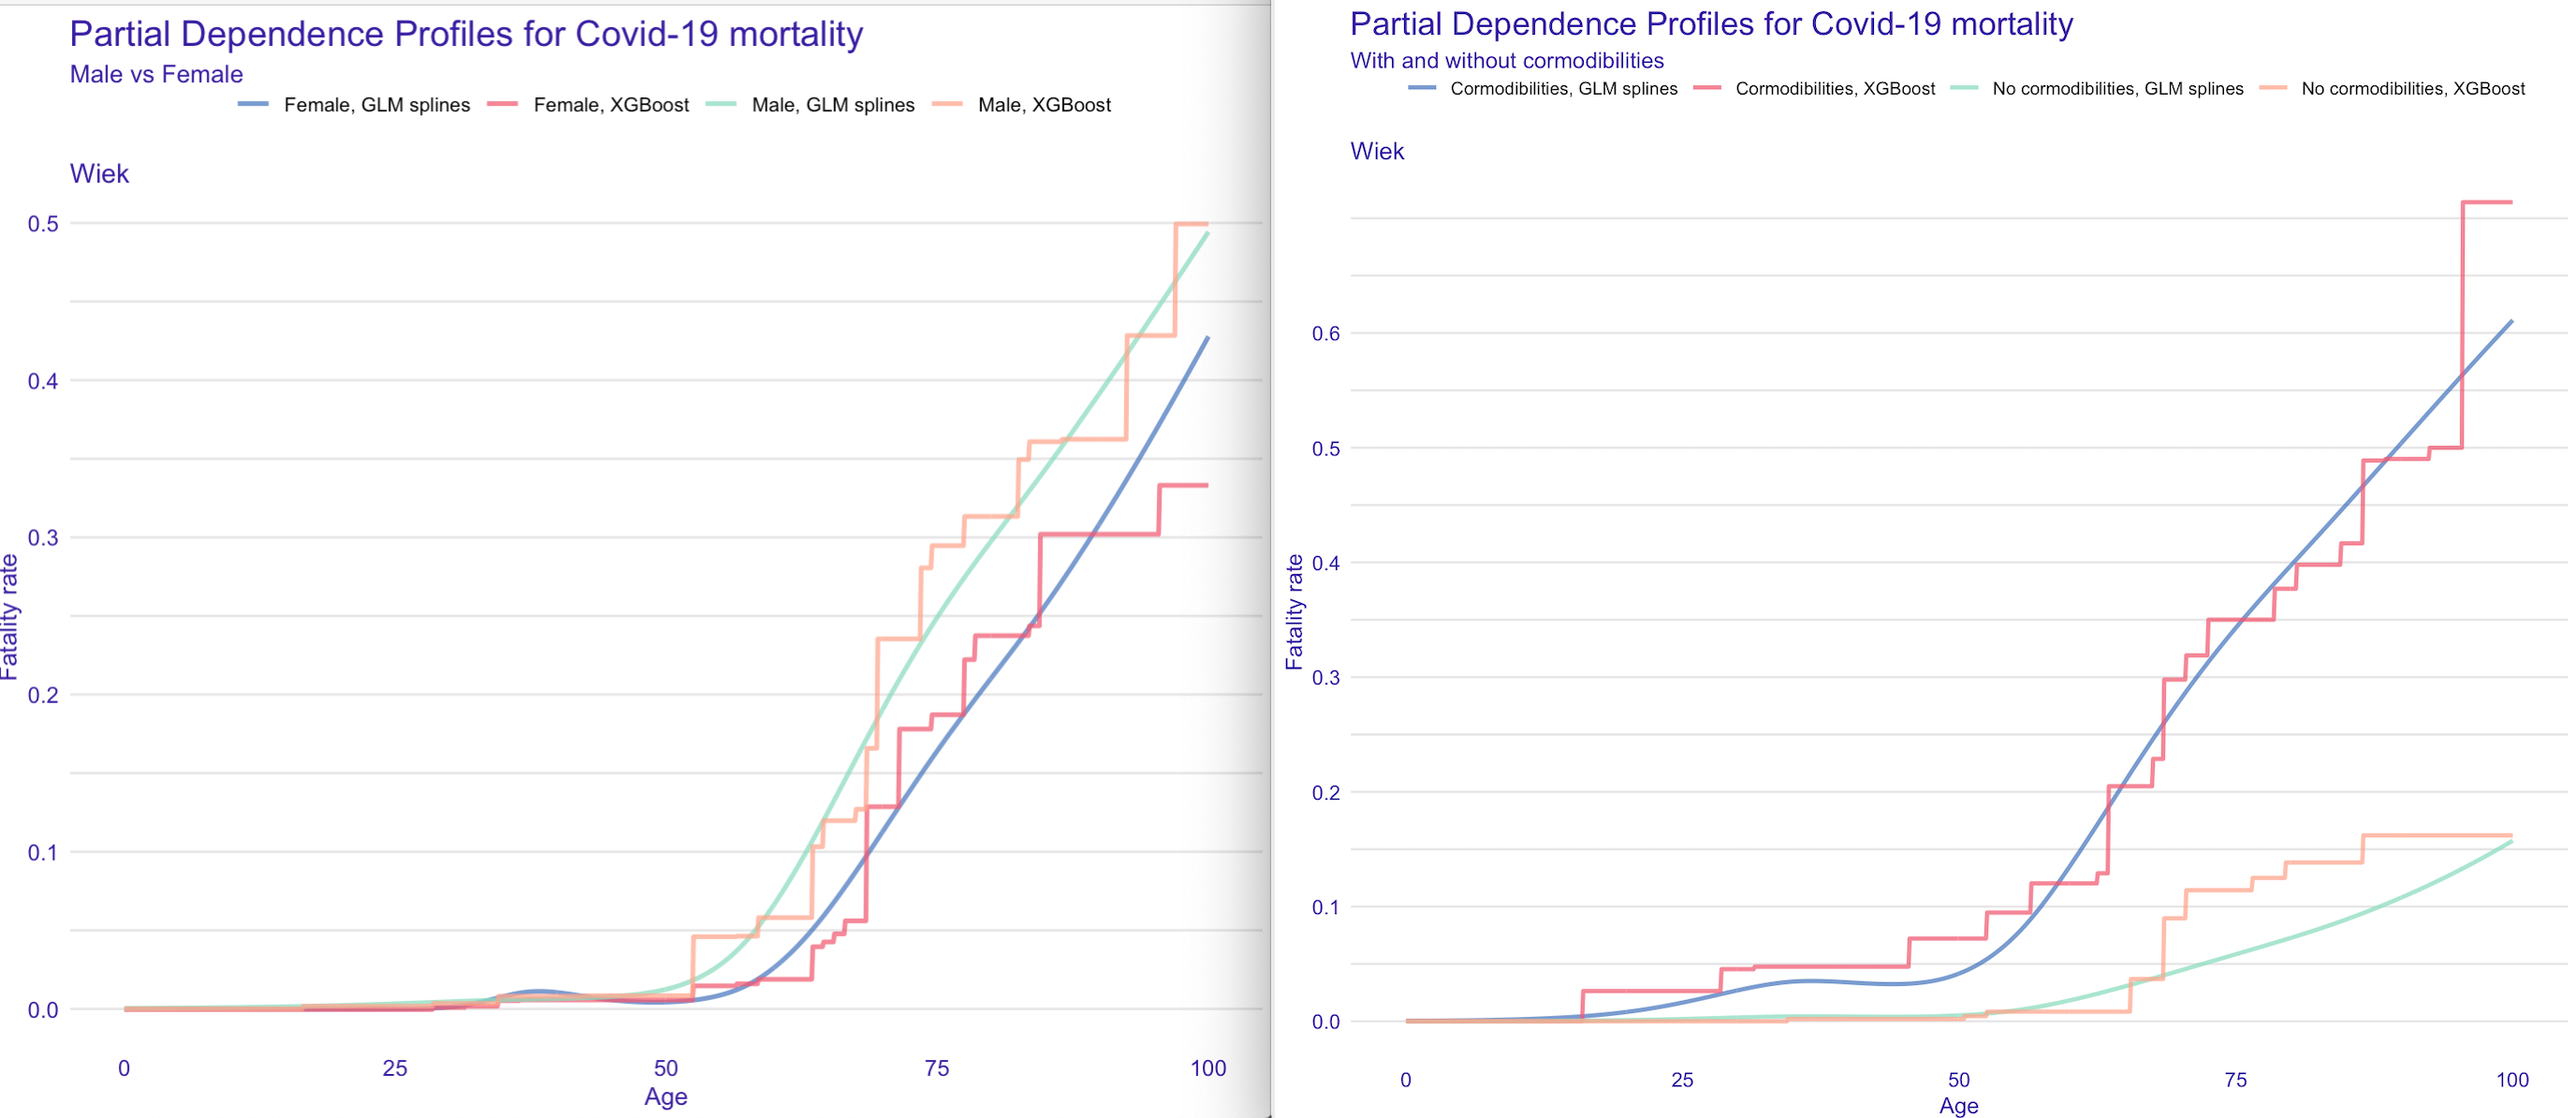 Partial Dependence Profiles for Covid-19 mortality
Male vs Female
Female, GLM splines Female, XGBoost Male, GLM splines Male, XGBoost
Wiek
0.5
0.4
0.3
0.2
0.1
0.0
Fatality rate
0 25 50 75 100
Age
Partial Dependence Profiles for Covid-19 mortality
With and without cormodibilities
Cormodibilities, GLM splines Cormodibilities, XGBoost No cormodibilities, GLM splines No cormodibilities, XGBoost
Wiek
0.6
0.5
0.4
0.3
0.2
0.1
0.0
Fatality rate
0 25 50 75 100
Age